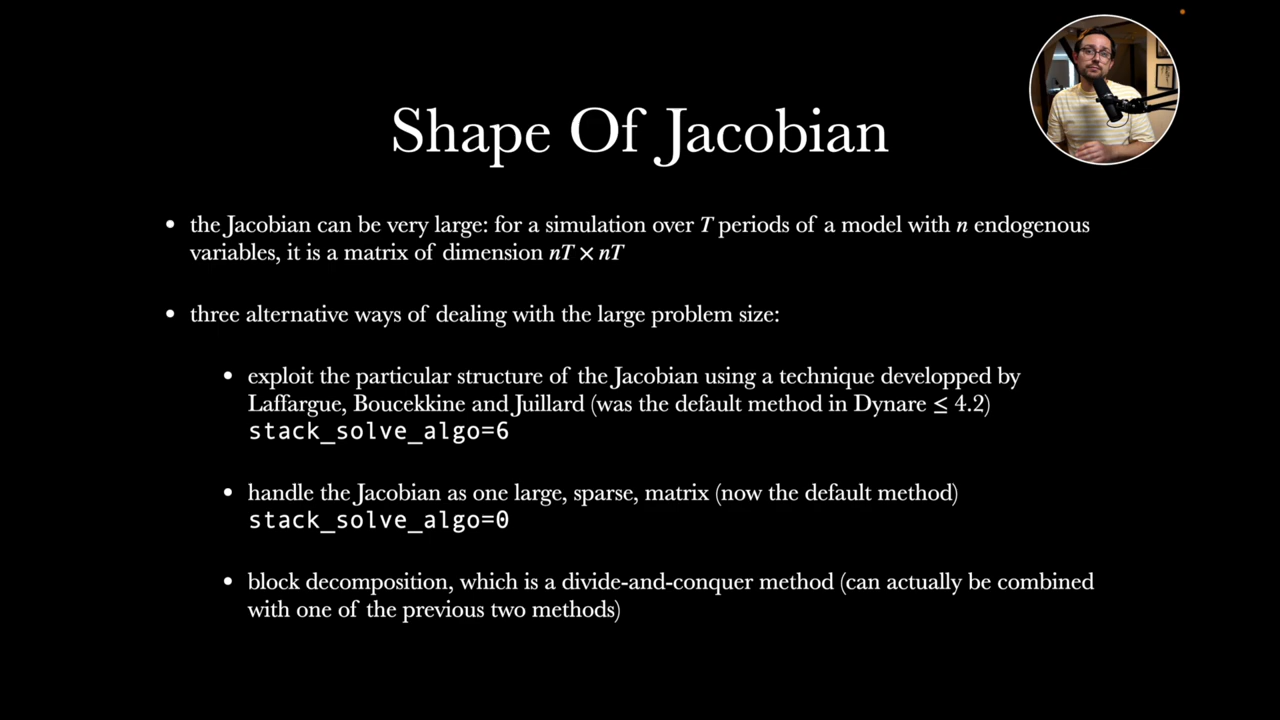 Shape Of Jacobian
• the Jacobian can be very large: for a simulation over T periods of a model with n endogenous
variables, it is a matrix of dimension nT × nT
• three alternative ways of dealing with the large problem size:
• exploit the particular structure of the Jacobian using a technique developped by
Laffargue, Boucekkine and Juillard (was the default method in Dynare ≤ 4.2)
stack_solve_algo=6
• handle the Jacobian as one large, sparse, matrix (now the default method)
stack_solve_algo=0
• block decomposition, which is a divide-and-conquer method (can actually be combined
with one of the previous two methods)